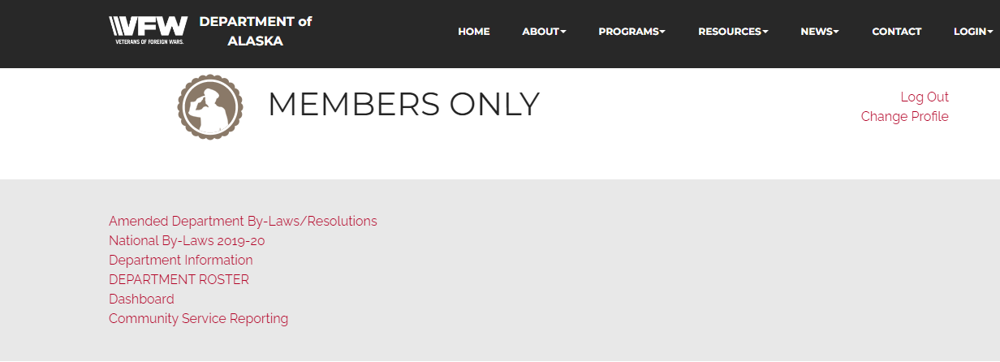 VFW
VETERANS OF FOREIGN WARS.
DEPARTMENT of
ALASKA
HOME ABOUT PROGRAMS RESOURCES NEWS CONTACT LOGIN
MEMBERS ONLY
Log Out
Change Profile
Amended Department By-Laws/Resolutions
National By-Laws 2019-20
Department Information
DEPARTMENT ROSTER
Dashboard
Community Service Reporting